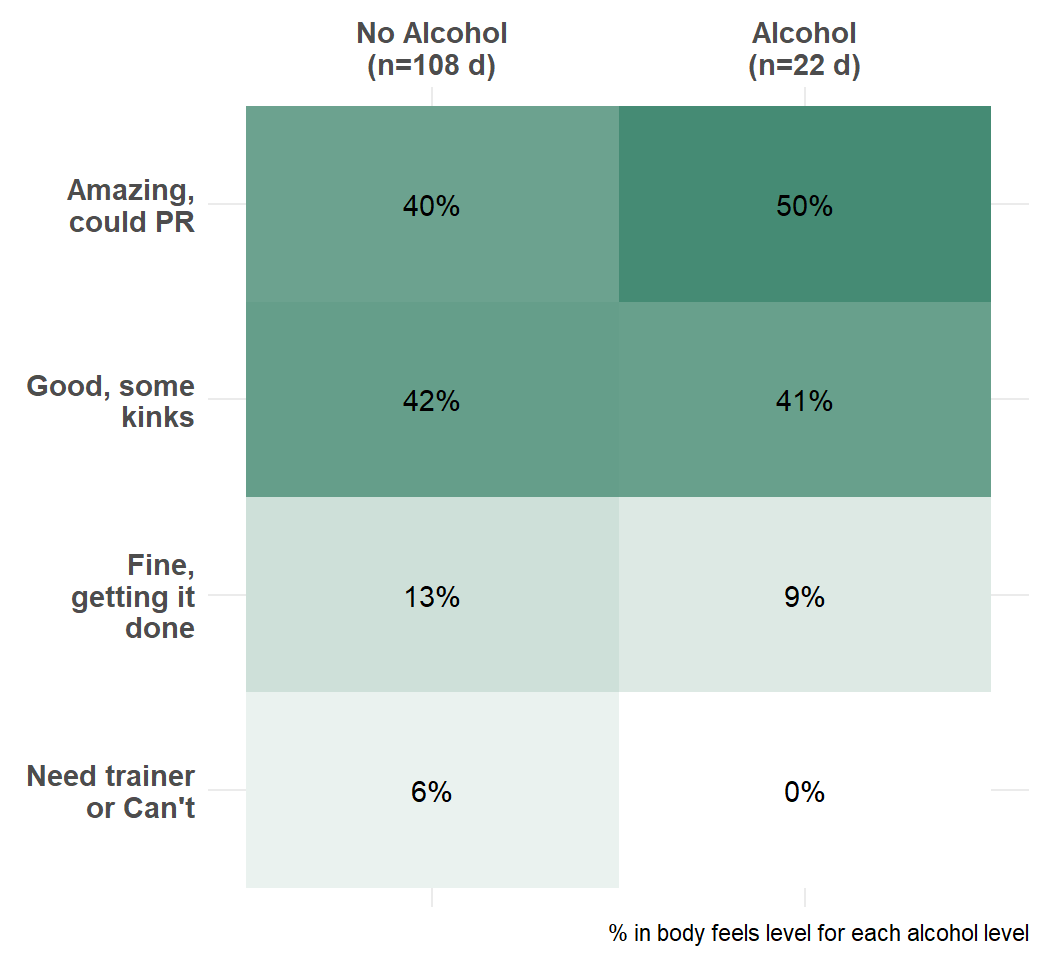 No Alcohol
(n=108 d)
Alcohol
(n=22 d)
Amazing,
could PR
40%
50%
Good, some
kinks
42%
41%
Fine,
getting it
done
13%
9%
Need trainer
or Can't
6%
0%
% in body feels level for each alcohol level